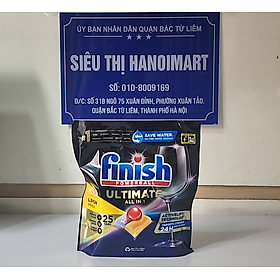 ỦY BAN NHÂN DÂN QUẬN BẮC TỪ LIÊM
SIÊU THỊ HANOIMART
SỐ: 01D-8009169
Đ/C: SỐ 31B NGÕ 75 XUÂN ĐỈNH, PHƯỜNG XUÂN TẢO,
QUẬN BẮC TỪ LIÊM, THÀNH PHỐ HÀ NỘI
SAVE WATER.
finish
POWERBALL
ULTIMATE
ALL IN 1
25
24H